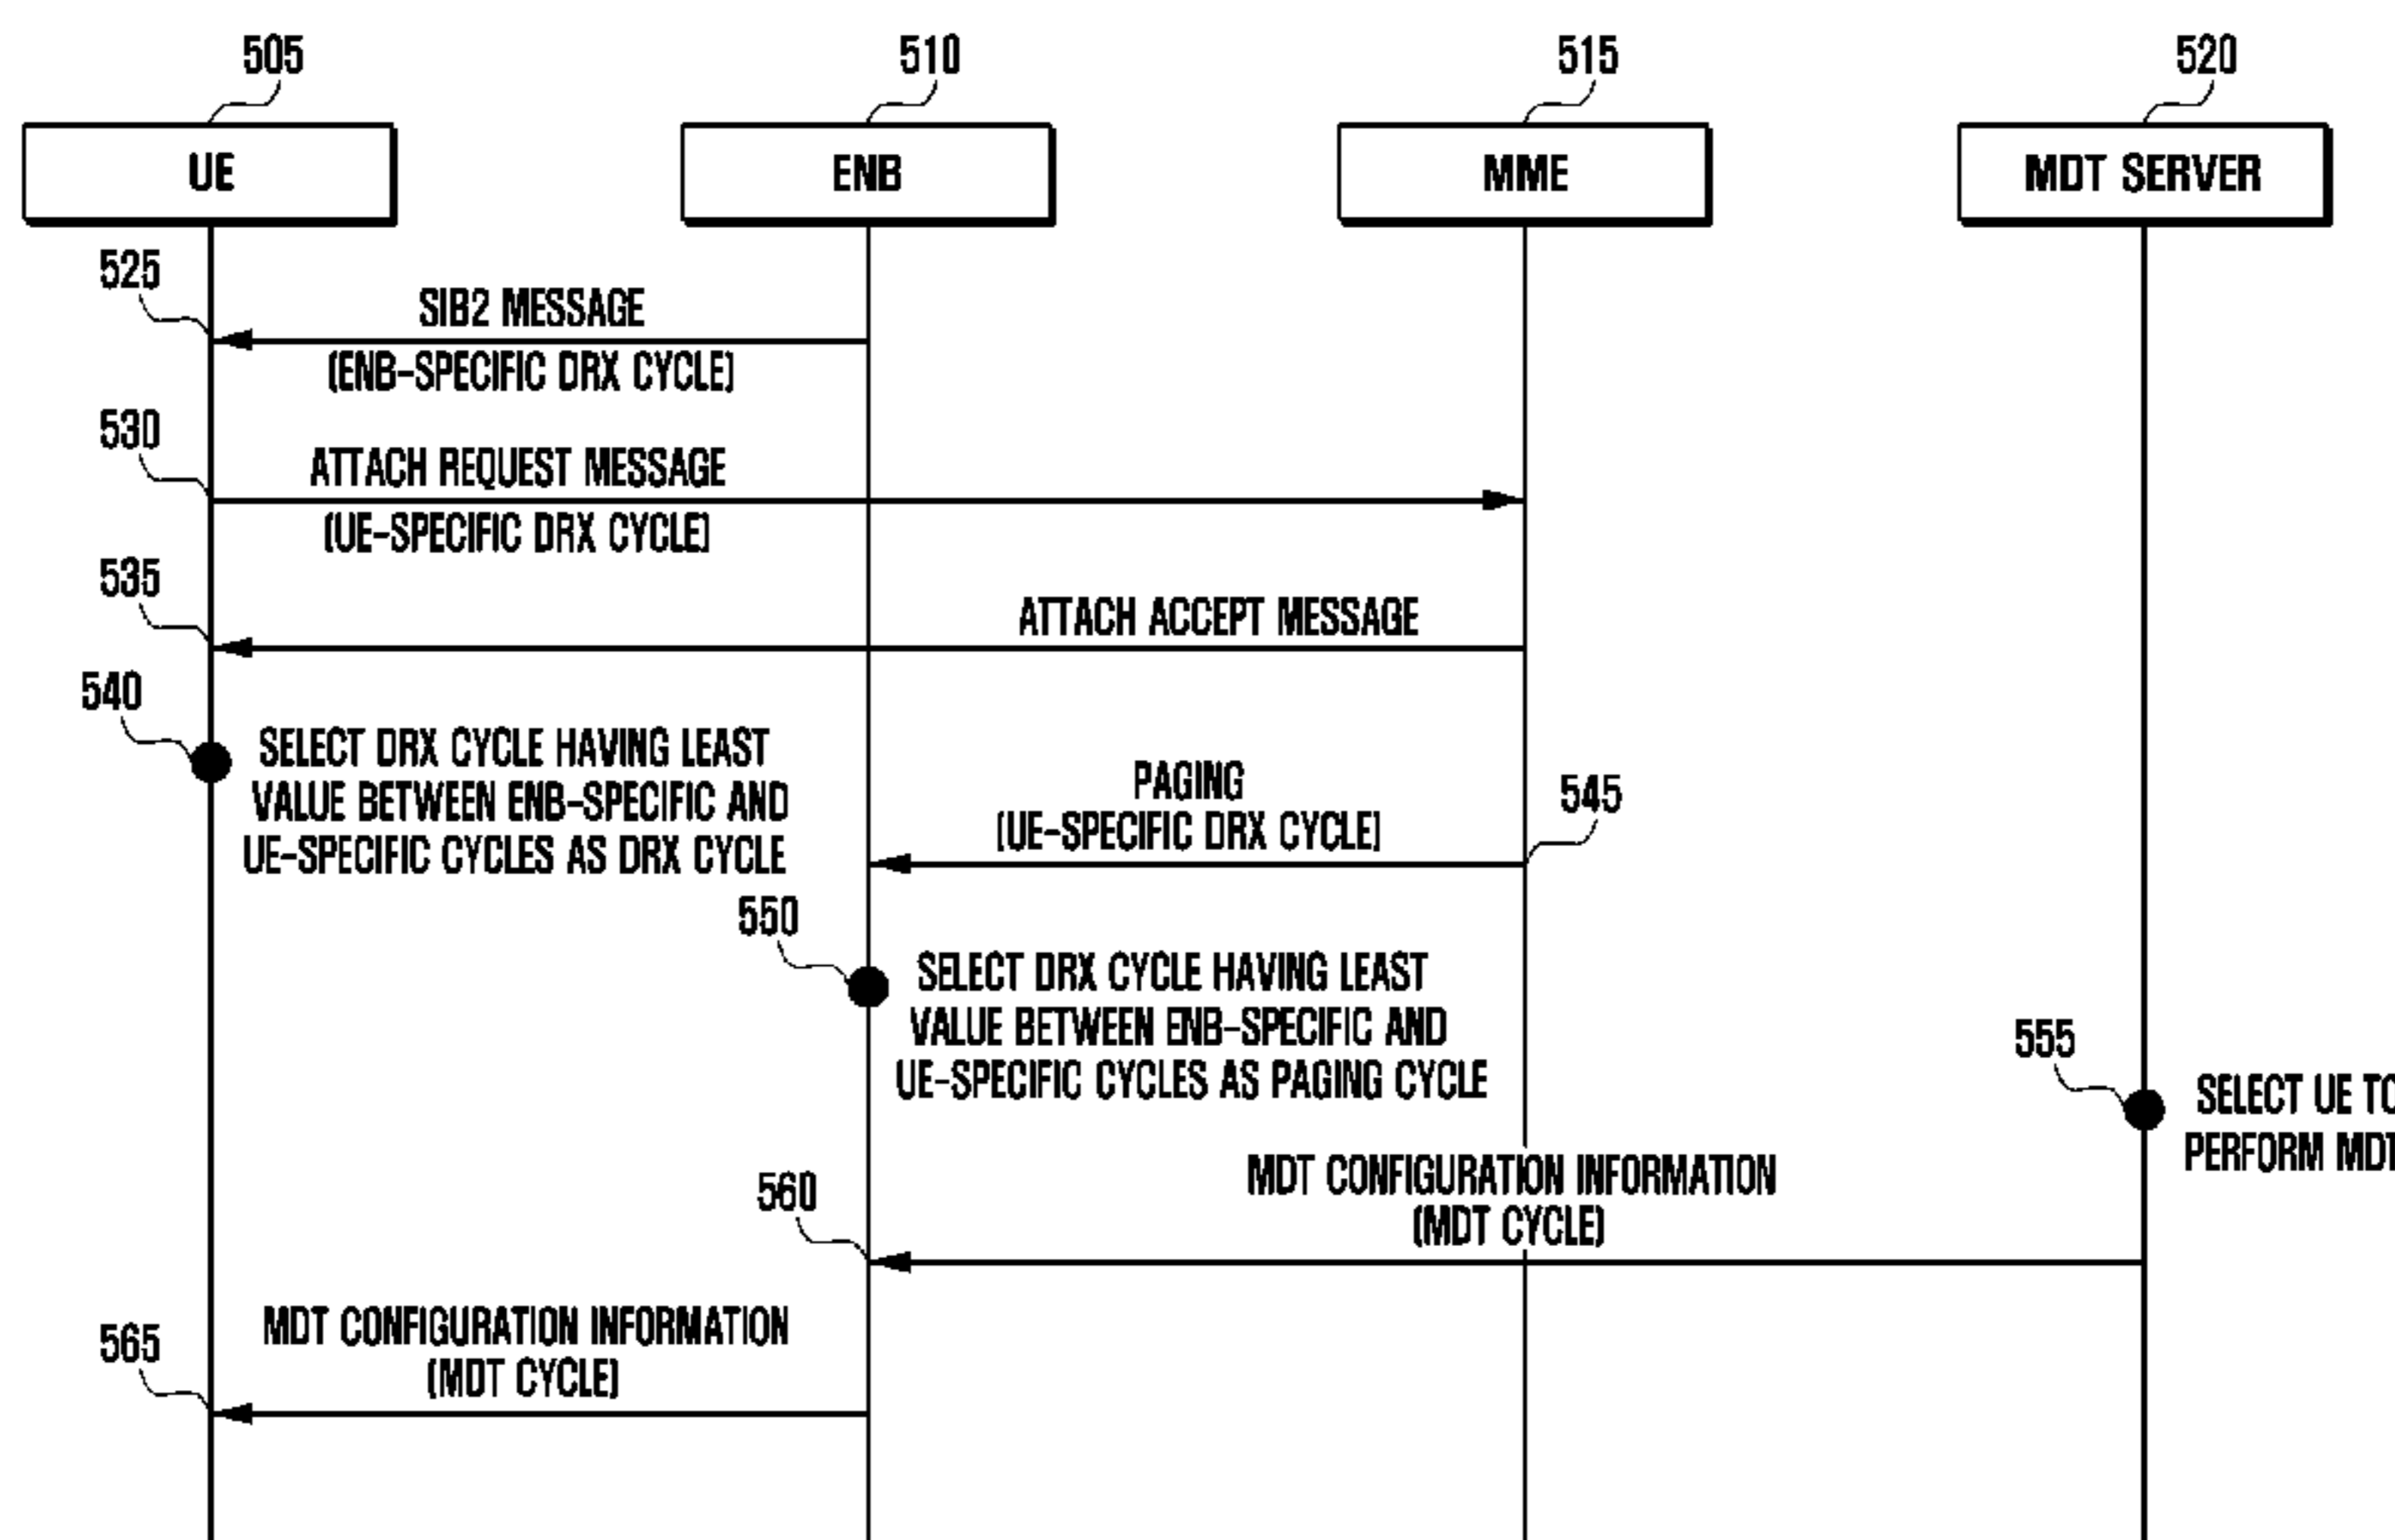 505
510
515
520
UE
ENB
MME
MDT SERVER
525
SIB2 MESSAGE
(ENB-SPECIFIC DRX CYCLE)
530
ATTACH REQUEST MESSAGE
(UE-SPECIFIC DRX CYCLE)
535
ATTACH ACCEPT MESSAGE
540
SELECT DRX CYCLE HAVING LEAST
VALUE BETWEEN ENB-SPECIFIC AND
UE-SPECIFIC CYCLES AS DRX CYCLE
PAGING
(UE-SPECIFIC DRX CYCLE)
545
550
SELECT DRX CYCLE HAVING LEAST
VALUE BETWEEN ENB-SPECIFIC AND
UE-SPECIFIC CYCLES AS PAGING CYCLE
555
SELECT UE TO
PERFORM MDT
MDT CONFIGURATION INFORMATION
(MDT CYCLE)
560
MDT CONFIGURATION INFORMATION
(MDT CYCLE)
565